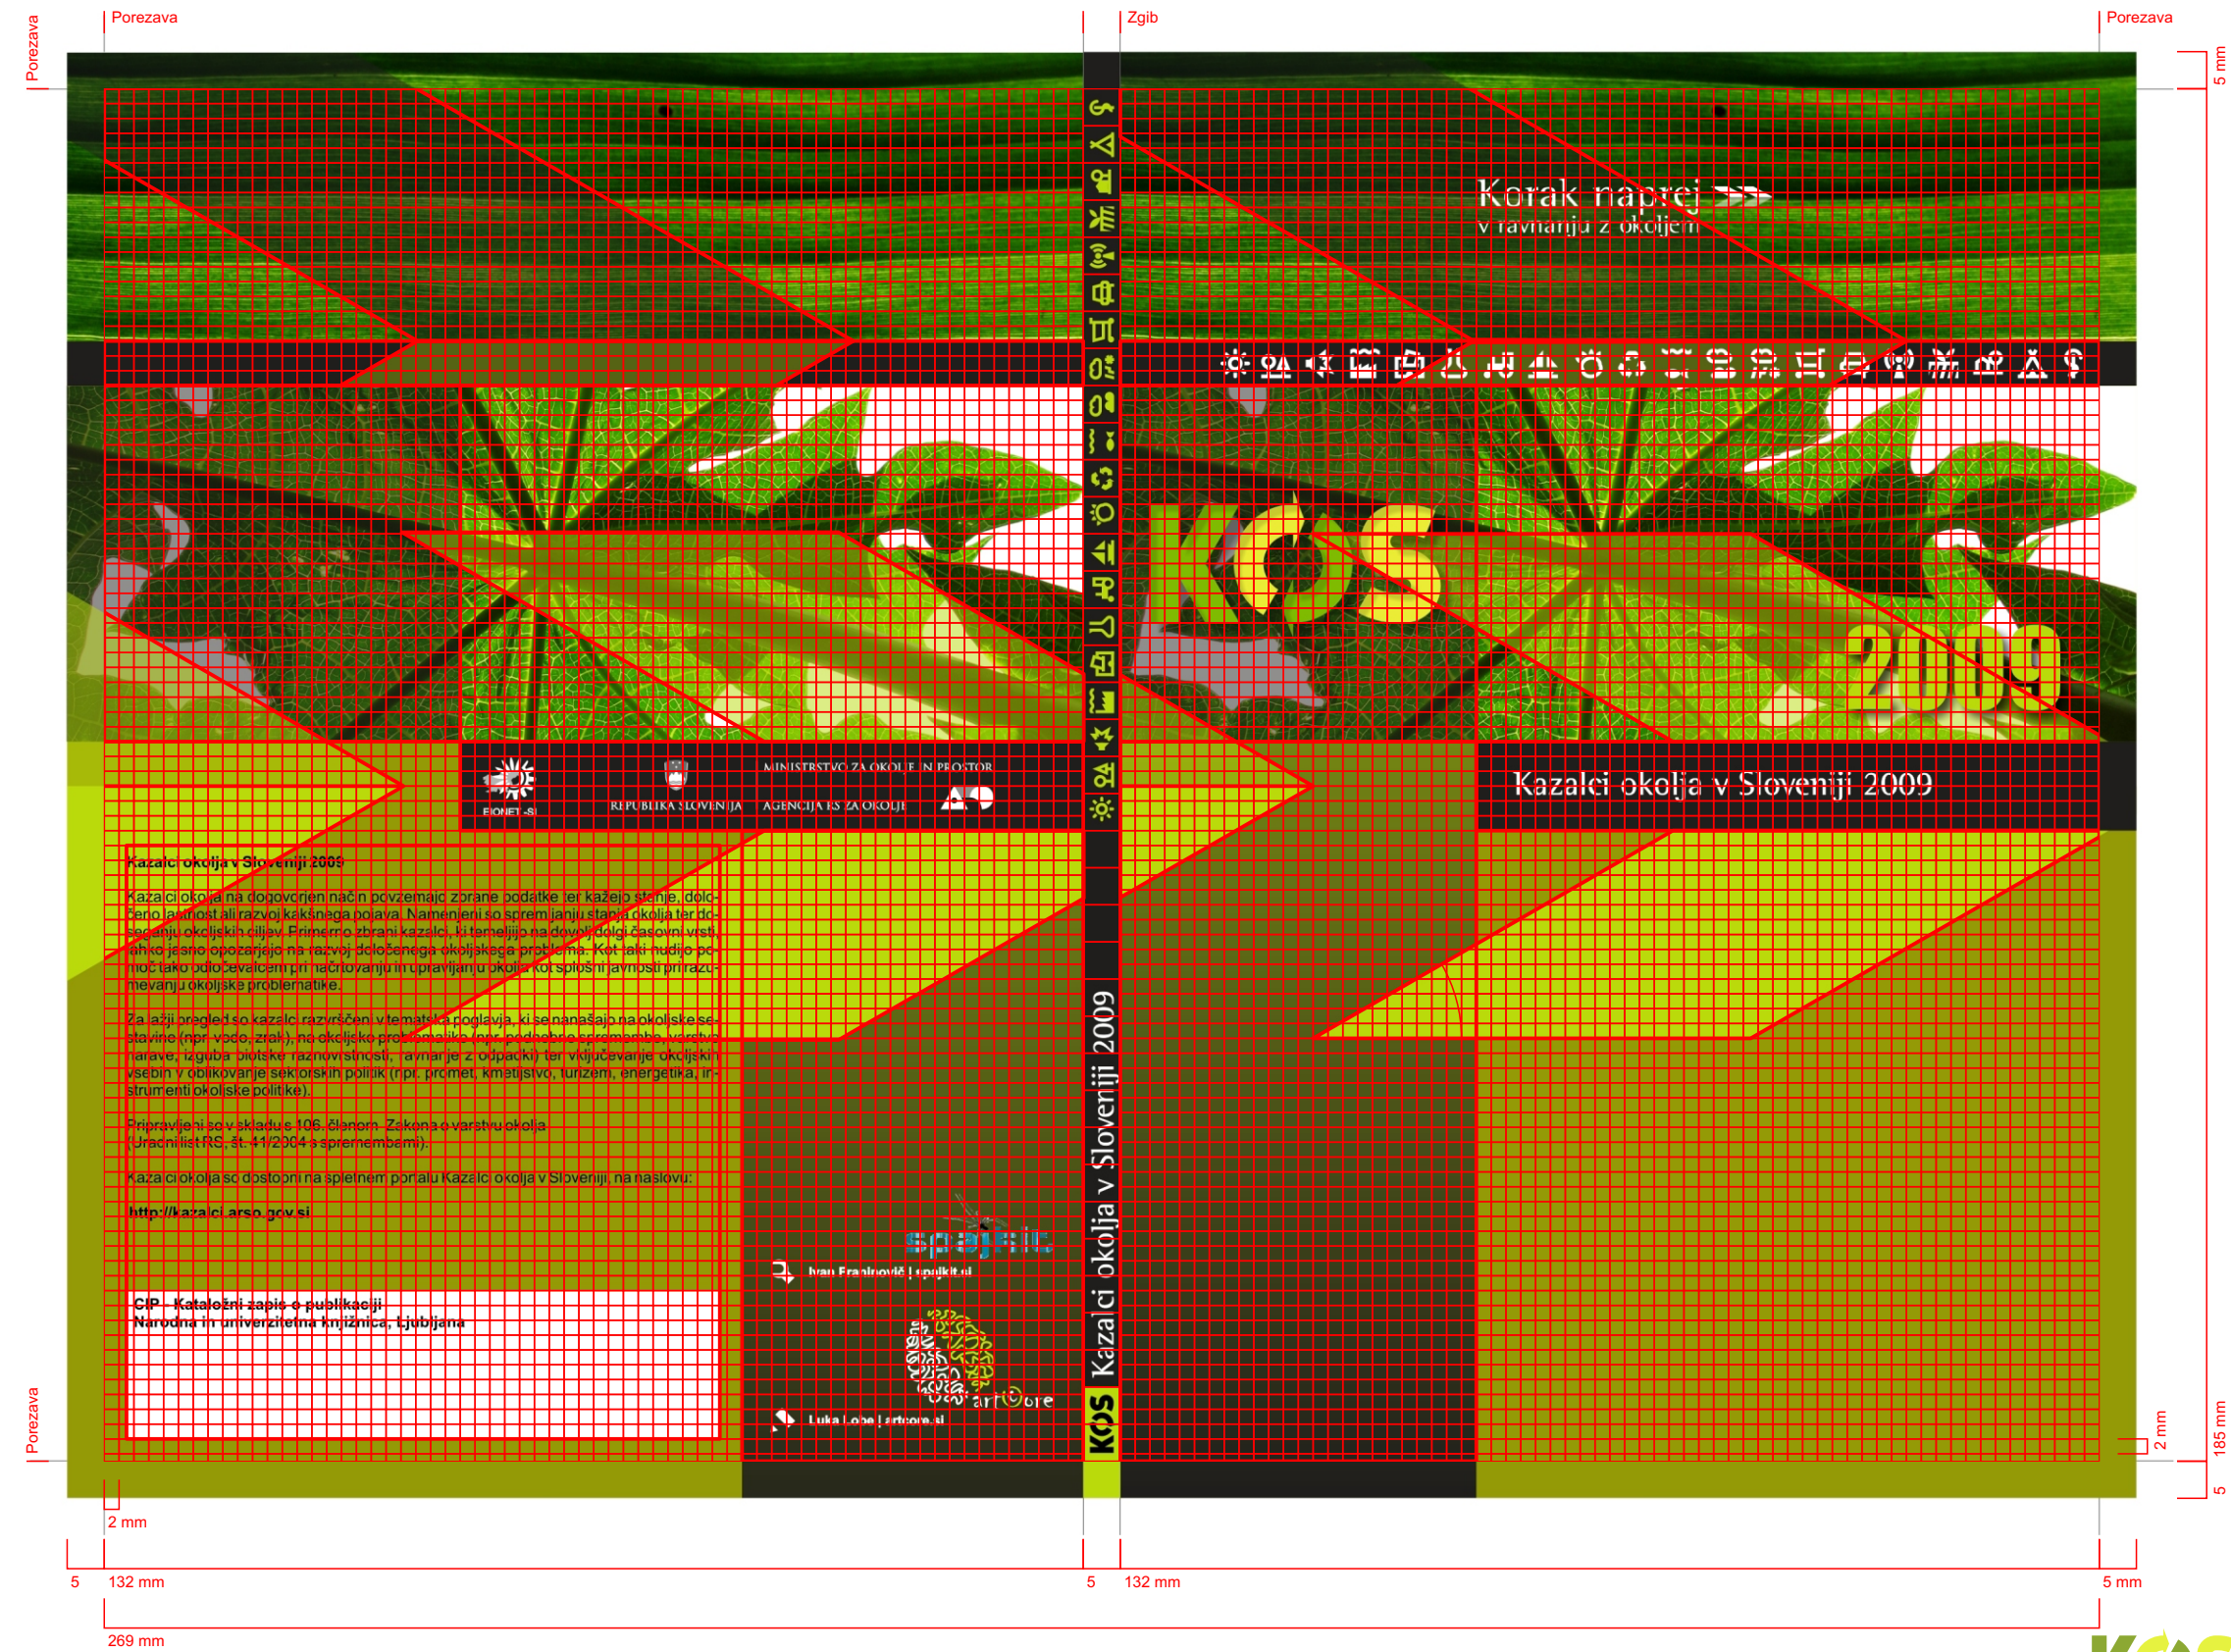 Porezava
Zgib
Porezava
Porezava
5 mm
Korak naprej
v ravnanju z okoljem
KOS
2009
MINISTRSTVO ZA OKOLJE IN PROSTOR
REPUBLIKA SLOVENIJA
AGENCIJA RS ZA OKOLJE
EIONET-SI
Kazalci okolja v Sloveniji 2009
Kazalci okolja v Sloveniji 2009
Kazalci okolja na dogovorjen način povzemajo zbrane podatke ter kažejo stanje, dolo-
čeno lastnost ali razvoj kakšnega pojava. Namenjeni so spremljanju stanja okolja ter do-
seganju okoljskih ciljev. Primerno zbrani kazalci, ki temeljijo na dovolj dolgi časovni vrsti,
lahko jasno opozarjajo na razvoj določenega okoljskega problema. Kot taki nudijo po-
moč tako odločevalcem pri načrtovanju in upravljanju okolja kot splošni javnosti pri razu-
mevanju okoljske problematike.
Za lažji pregled so kazalci razvrščeni v tematska poglavja, ki se nanašajo na okoljske se-
stavine (npr. vodo, zrak), na okoljsko problematiko (npr. podnebne spremembe, varstvo
narave, izguba biotske raznovrstnosti, ravnanje z odpadki) ter vključevanje okoljskih
vsebin v oblikovanje sektorskih politik (npr. promet, kmetijstvo, turizem, energetika, in-
strumenti okoljske politike).
Pripravljeni so v skladu s 106. členom Zakona o varstvu okolja
(Uradni list RS, št. 41/2004 s spremembami).
Kazalci okolja so dostopni na spletnem portalu Kazalci okolja v Sloveniji, na naslovu:
http://kazalci.arso.gov.si
CIP - Kataložni zapis o publikaciji
Narodna in univerzitetna knjižnica, Ljubljana
spajkit
Ivan Franinovič | spajkit.si
art©ore
Luka Lobe | artcore.si
KOS Kazalci okolja v Sloveniji 2009
Porezava
2 mm
185 mm
5
2 mm
5
132 mm
5
132 mm
5 mm
269 mm
KOS